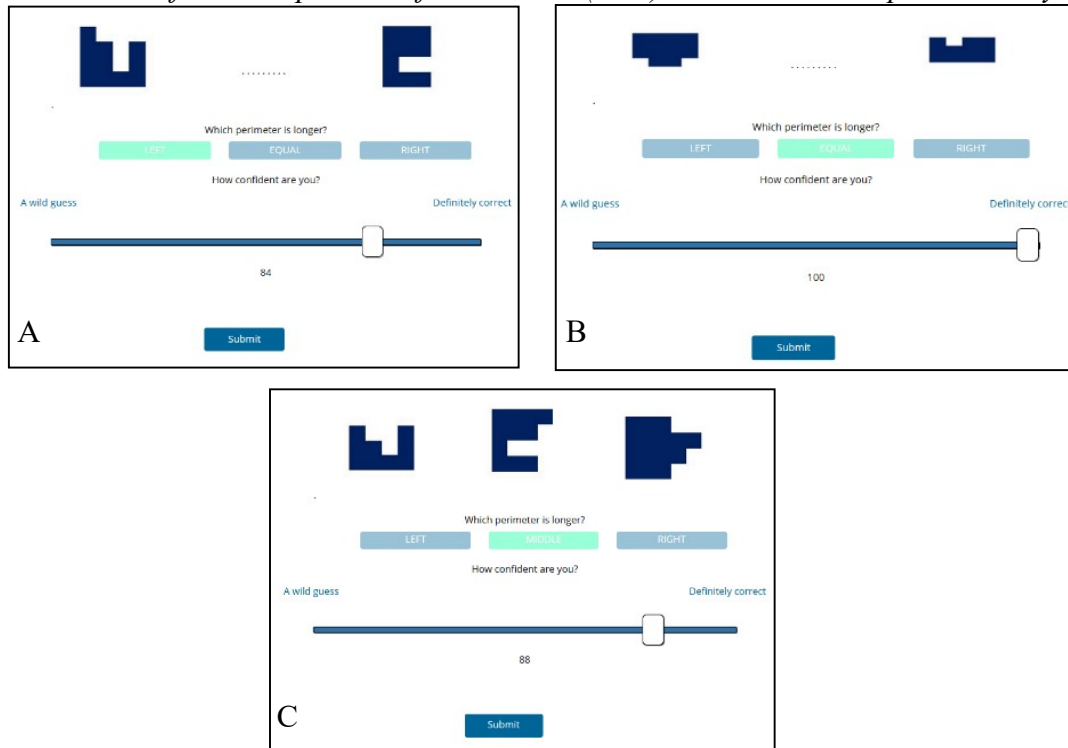 .........
.
Which perimeter is longer?
LEFT EQUAL RIGHT
How confident are you?
A wild guess Definitely correct
84
Submit
A
.........
.
Which perimeter is longer?
LEFT EQUAL RIGHT
How confident are you?
A wild guess Definitely correct
100
Submit
B
.
Which perimeter is longer?
LEFT MIDDLE RIGHT
How confident are you?
A wild guess Definitely correct
88
Submit
C